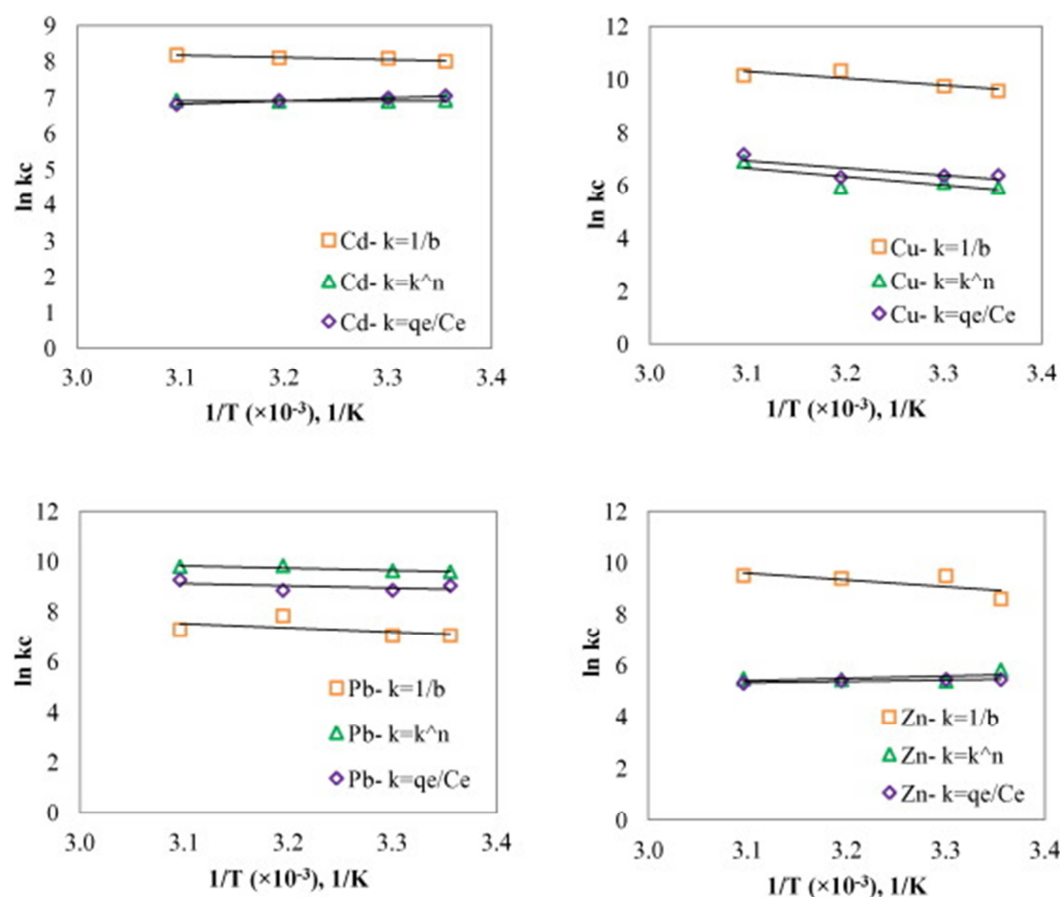 9
8
7
6
5
4
3
2
1
0
ln kc
Cd- k=1/b
Cd- k=k^n
Cd- k=qe/Ce
3.0 3.1 3.2 3.3 3.4
1/T (×10⁻³), 1/K
12
10
8
6
4
2
0
ln kc
Cu- k=1/b
Cu- k=k^n
Cu- k=qe/Ce
3.0 3.1 3.2 3.3 3.4
1/T (×10⁻³), 1/K
12
10
8
6
4
2
0
ln kc
Pb- k=1/b
Pb- k=k^n
Pb- k=qe/Ce
3.0 3.1 3.2 3.3 3.4
1/T (×10⁻³), 1/K
12
10
8
6
4
2
0
ln kc
Zn- k=1/b
Zn- k=k^n
Zn- k=qe/Ce
3.0 3.1 3.2 3.3 3.4
1/T (×10⁻³), 1/K